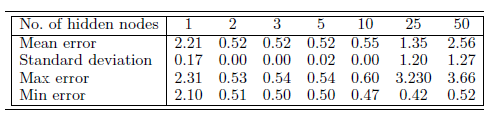 No. of hidden nodes 1 2 3 5 10 25 50
Mean error 2.21 0.52 0.52 0.52 0.55 1.35 2.56
Standard deviation 0.17 0.00 0.00 0.02 0.00 1.20 1.27
Max error 2.31 0.53 0.54 0.54 0.60 3.230 3.66
Min error 2.10 0.51 0.50 0.50 0.47 0.42 0.52